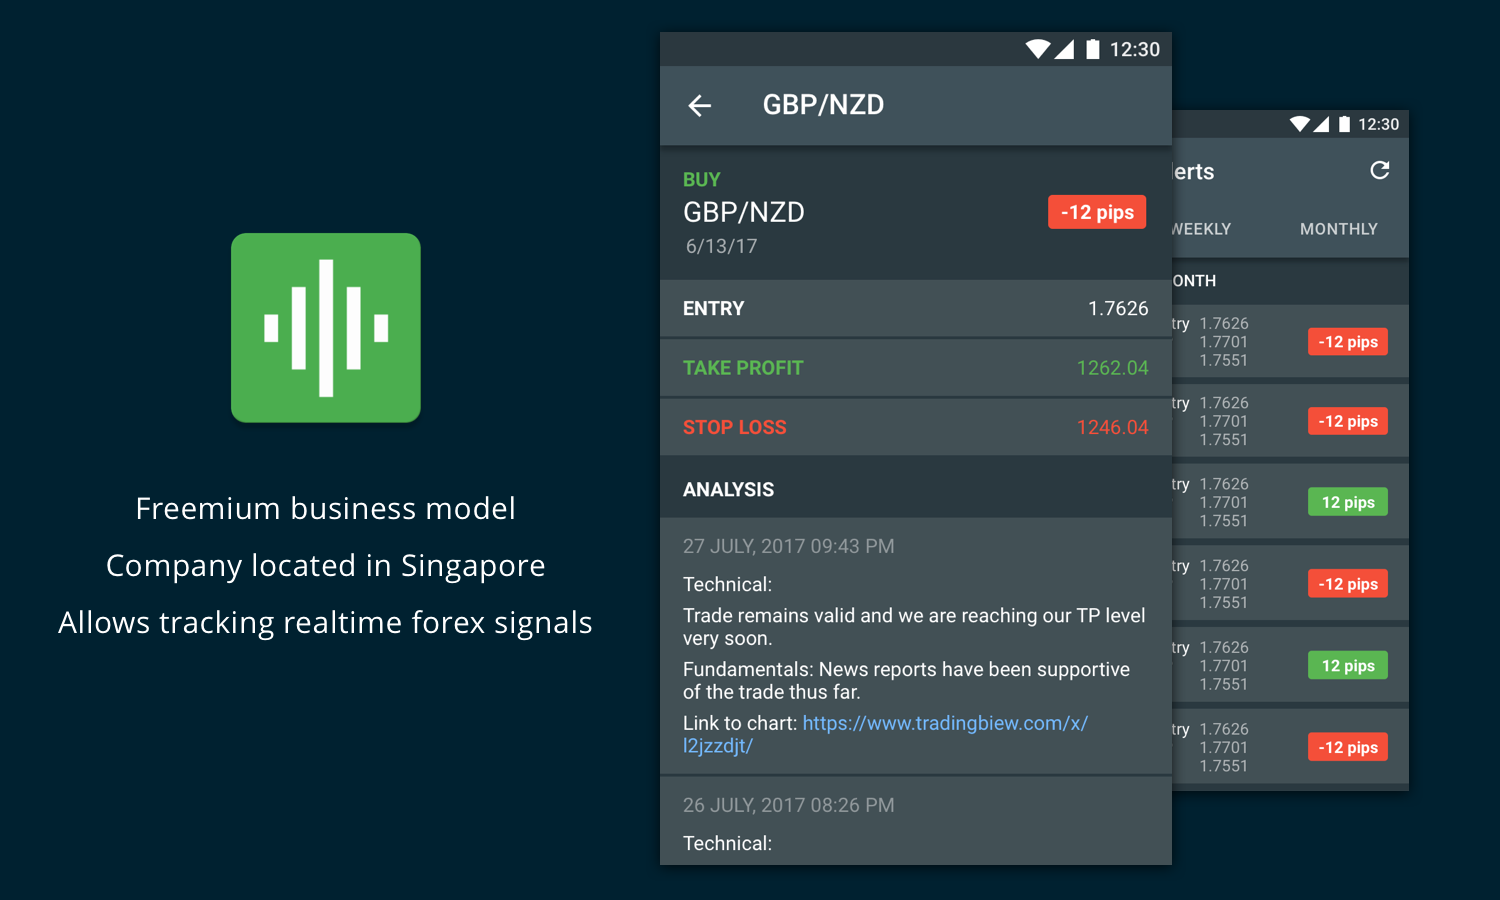 Freemium business model
Company located in Singapore
Allows tracking realtime forex signals
12:30
GBP/NZD
BUY
GBP/NZD
-12 pips
6/13/17
ENTRY 1.7626
TAKE PROFIT 1262.04
STOP LOSS 1246.04
ANALYSIS
27 JULY, 2017 09:43 PM
Technical:
Trade remains valid and we are reaching our TP level
very soon.
Fundamentals: News reports have been supportive
of the trade thus far.
Link to chart: https://www.tradingbiew.com/x/
l2jzzdjt/
26 JULY, 2017 08:26 PM
Technical:
12:30
lerts
WEEKLY MONTHLY
ONTH
try 1.7626
1.7701
1.7551
-12 pips
try 1.7626
1.7701
1.7551
-12 pips
try 1.7626
1.7701
1.7551
12 pips
try 1.7626
1.7701
1.7551
-12 pips
try 1.7626
1.7701
1.7551
12 pips
try 1.7626
1.7701
1.7551
-12 pips